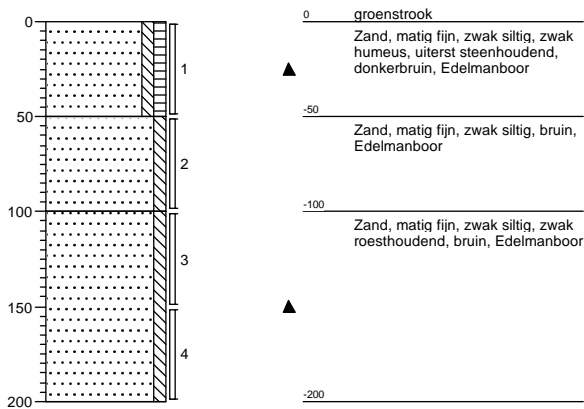 0
50
100
150
200
1
2
3
4
0
groenstrook
Zand, matig fijn, zwak siltig, zwak
humeus, uiterst steenhoudend,
donkerbruin, Edelmanboor
-50
Zand, matig fijn, zwak siltig, bruin,
Edelmanboor
-100
Zand, matig fijn, zwak siltig, zwak
roesthoudend, bruin, Edelmanboor
-200